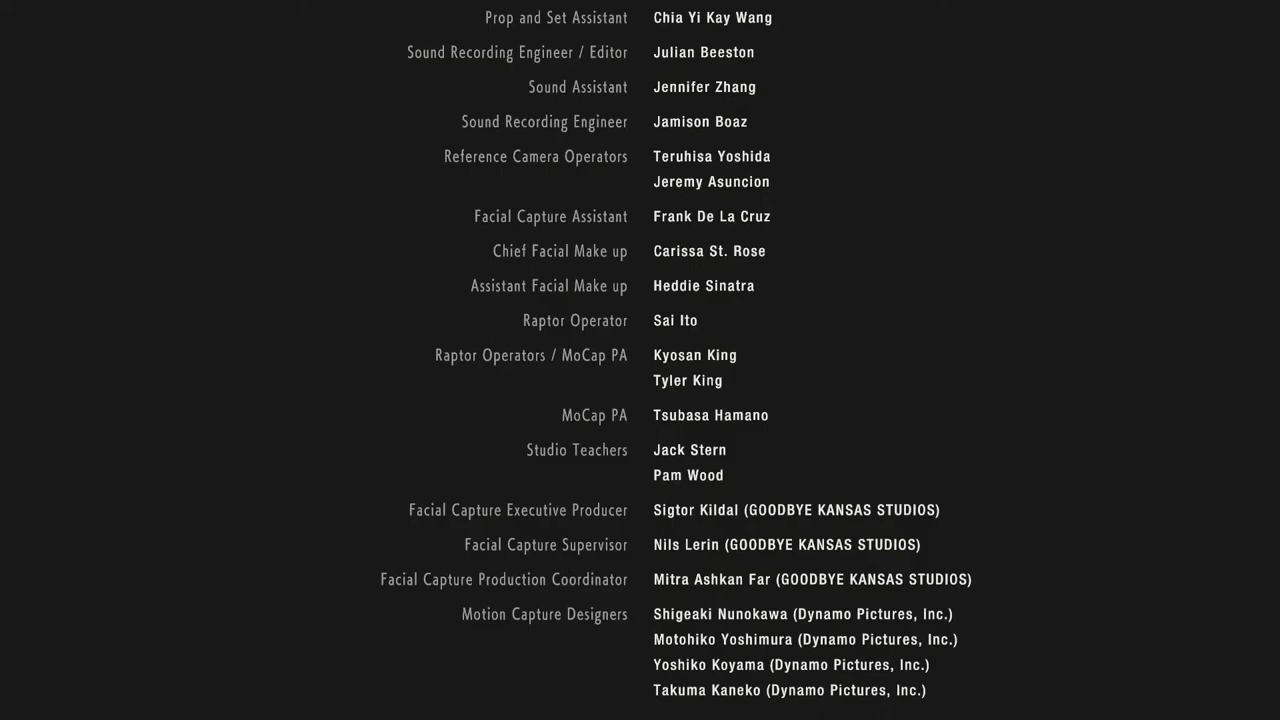 Prop and Set Assistant Chia Yi Kay Wang
Sound Recording Engineer / Editor Julian Beeston
Sound Assistant Jennifer Zhang
Sound Recording Engineer Jamison Boaz
Reference Camera Operators Teruhisa Yoshida
Jeremy Asuncion
Facial Capture Assistant Frank De La Cruz
Chief Facial Make up Carissa St. Rose
Assistant Facial Make up Heddie Sinatra
Raptor Operator Sai Ito
Raptor Operators / MoCap PA Kyosan King
Tyler King
MoCap PA Tsubasa Hamano
Studio Teachers Jack Stern
Pam Wood
Facial Capture Executive Producer Sigtor Kildal (GOODBYE KANSAS STUDIOS)
Facial Capture Supervisor Nils Lerin (GOODBYE KANSAS STUDIOS)
Facial Capture Production Coordinator Mitra Ashkan Far (GOODBYE KANSAS STUDIOS)
Motion Capture Designers Shigeaki Nunokawa (Dynamo Pictures, Inc.)
Motohiko Yoshimura (Dynamo Pictures, Inc.)
Yoshiko Koyama (Dynamo Pictures, Inc.)
Takuma Kaneko (Dynamo Pictures, Inc.)